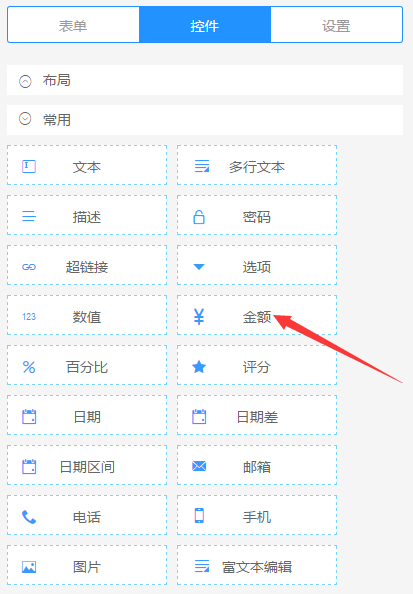 表单 控件 设置
布局
常用
文本 多行文本
描述 密码
超链接 选项
123 数值 ¥ 金额
% 百分比 评分
日期 日期差
日期区间 邮箱
电话 手机
图片 富文本编辑